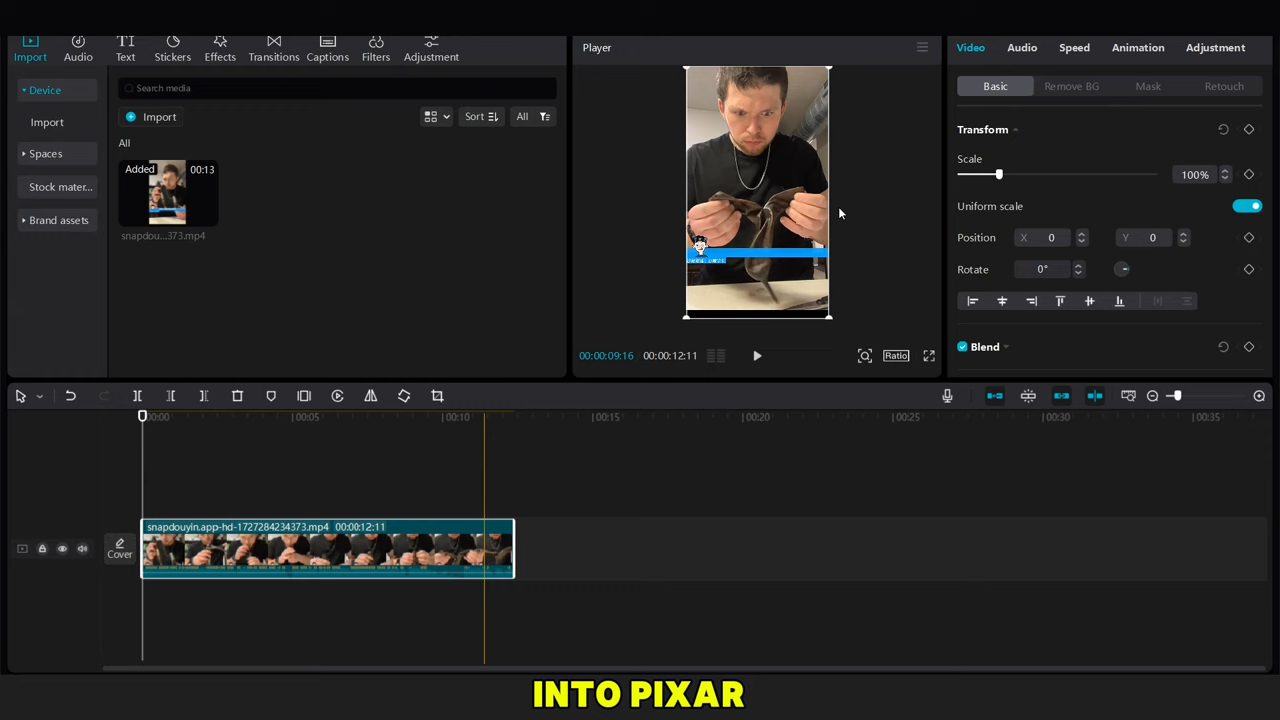 Import Audio Text Stickers Effects Transitions Captions Filters Adjustment
Device
Import
Spaces
Stock mater...
Brand assets
Search media
Import
Sort
All
All
Added 00:13
snapdou...373.mp4
Player
00:00:09:16 00:00:12:11
Ratio
Video Audio Speed Animation Adjustment
Basic Remove BG Mask Retouch
Transform
Scale 100%
Uniform scale
Position X 0 Y 0
Rotate 0°
Blend
00:00 00:05 00:10 00:15 00:20 00:25 00:30 00:35
snapdouyin.app-hd-1727284234373.mp4 00:00:12:11
Cover
INTO PIXAR